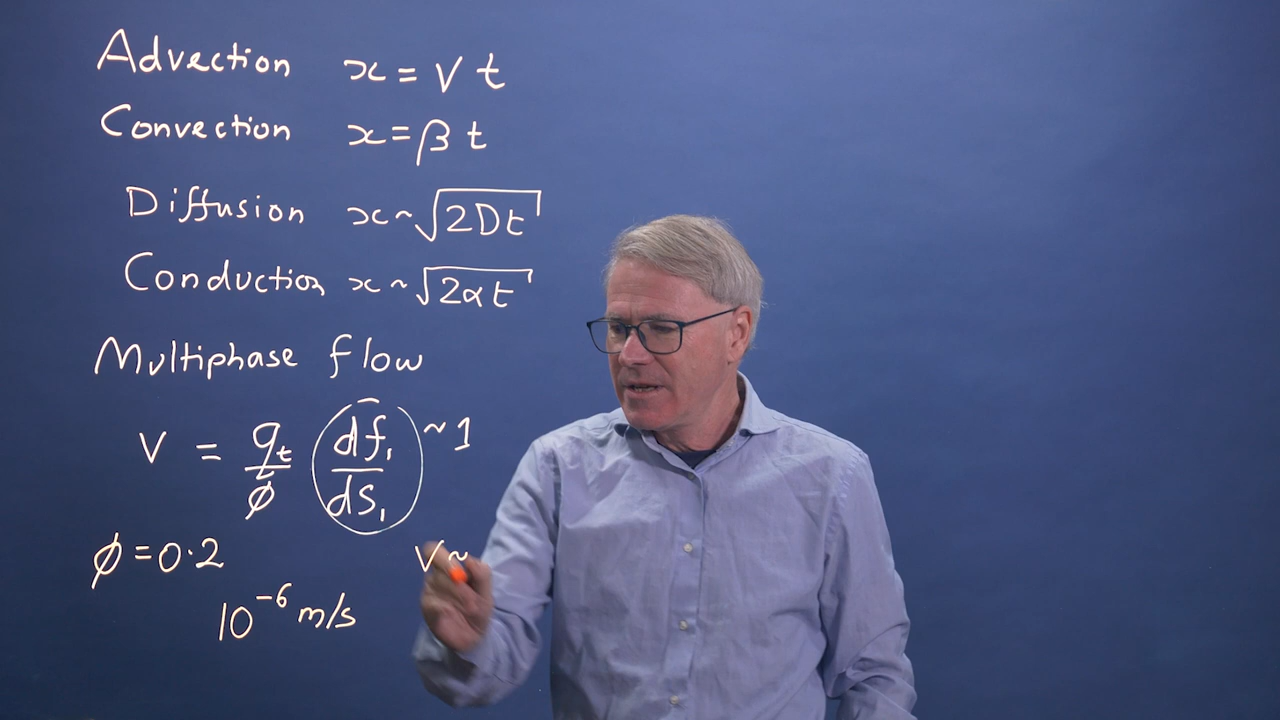 Advection x = v t
Convection x = β t
Diffusion x ~ √2Dt
Conduction x ~ √2αt
Multiphase flow
v = qt/ϕ (df₁/dS₁) ~ 1
ϕ = 0.2 v ~
10⁻⁶ m/s